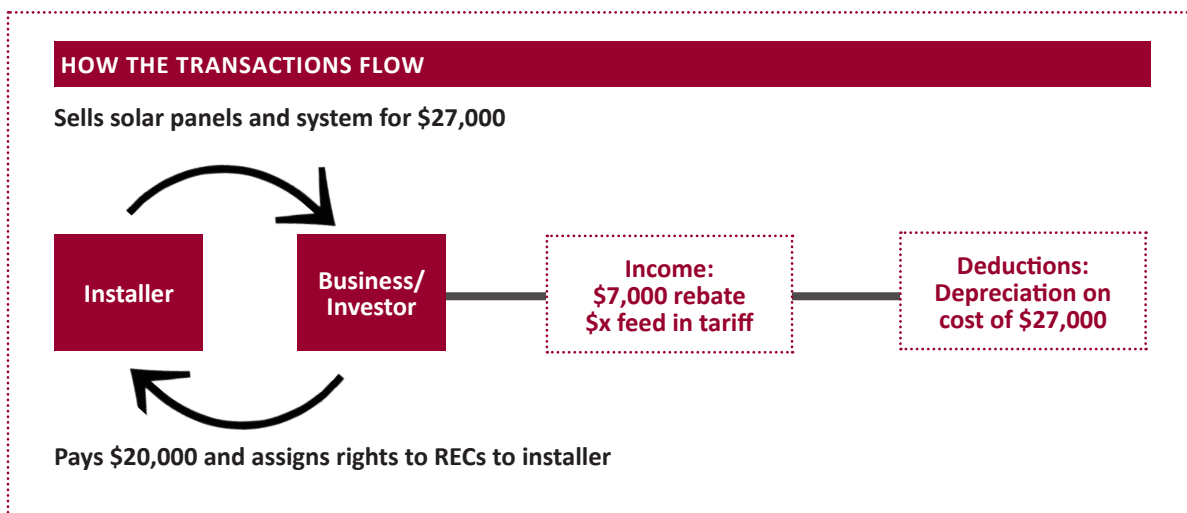 HOW THE TRANSACTIONS FLOW
Sells solar panels and system for $27,000
Installer
Business/
Investor
Income:
$7,000 rebate
$x feed in tariff
Deductions:
Depreciation on
cost of $27,000
Pays $20,000 and assigns rights to RECs to installer